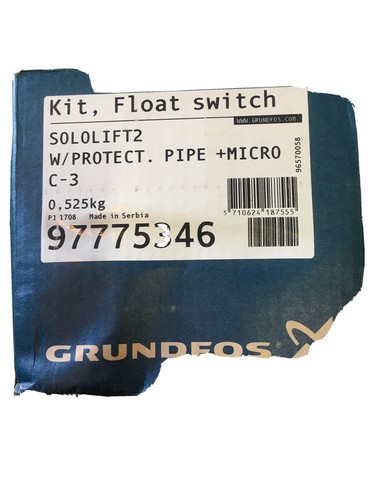 Kit, Float switch
WWW.GRUNDFOS.COM
SOLOLIFT2
W/PROTECT. PIPE +MICRO
C-3
96570058
0,525kg
P1 1708 Made in Serbia
5 710624 187555
97775346
GRUNDFOS